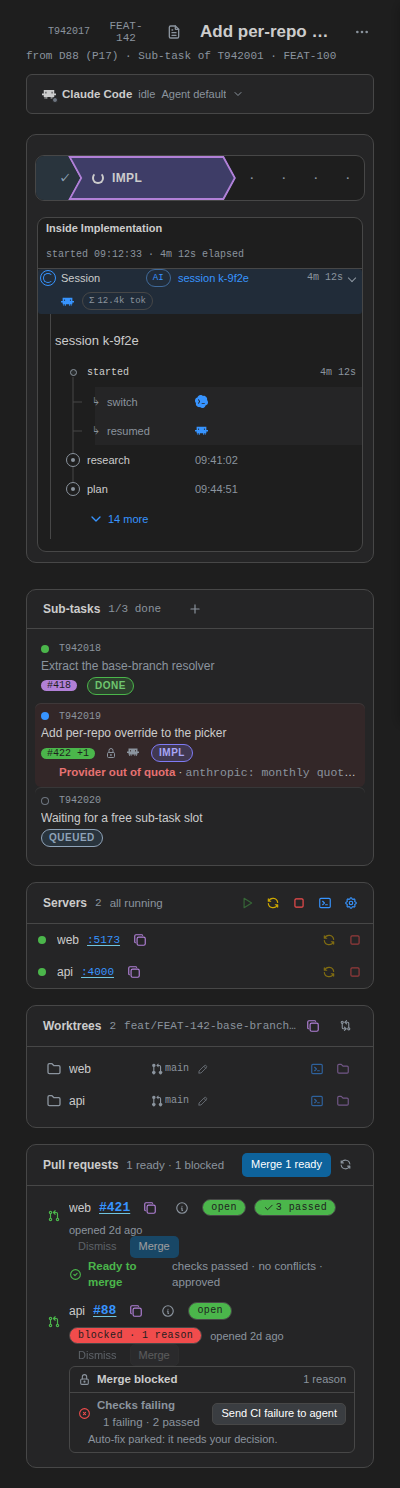 T942017 FEAT-142 Add per-repo …
from D88 (P17) · Sub-task of T942001 · FEAT-100
Claude Code idle Agent default
IMPL
Inside Implementation
started 09:12:33 · 4m 12s elapsed
Session AI session k-9f2e 4m 12s
Σ 12.4k tok
session k-9f2e
started 4m 12s
↳ switch
↳ resumed
research 09:41:02
plan 09:44:51
14 more
Sub-tasks 1/3 done
T942018
Extract the base-branch resolver
#418 DONE
T942019
Add per-repo override to the picker
#422 +1 IMPL
Provider out of quota · anthropic: monthly quot…
T942020
Waiting for a free sub-task slot
QUEUED
Servers 2 all running
web :5173
api :4000
Worktrees 2 feat/FEAT-142-base-branch…
web main
api main
Pull requests 1 ready · 1 blocked Merge 1 ready
web #421 open 3 passed
opened 2d ago
Dismiss Merge
Ready to merge checks passed · no conflicts · approved
api #88 open
blocked · 1 reason opened 2d ago
Dismiss Merge
Merge blocked 1 reason
Checks failing
1 failing · 2 passed Send CI failure to agent
Auto-fix parked: it needs your decision.